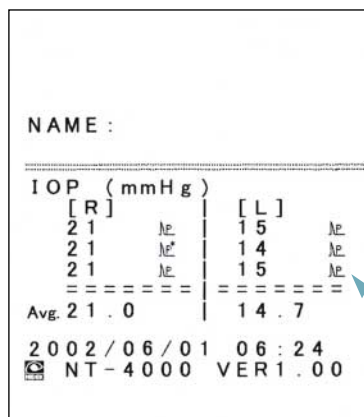 NAME:
IOP (mmHg)
[R] | [L]
21 | 15
21 | 14
21 | 15
======= | =======
Avg. 21.0 | 14.7
2002/06/01 06:24
NT-4000 VER1.00